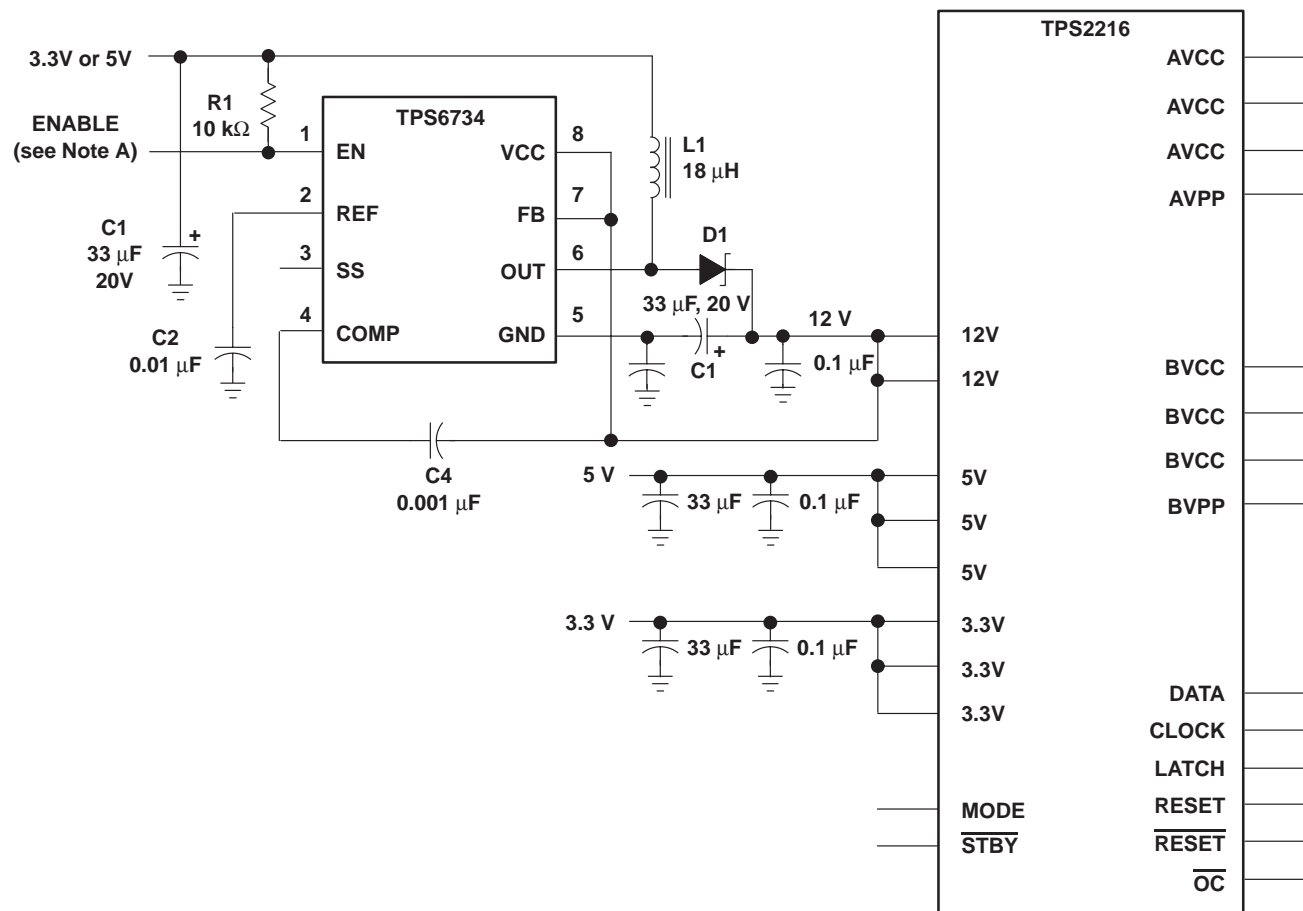 TPS2216
3.3V or 5V
R1
10 kΩ
ENABLE
(see Note A)
C1
33 μF
20V
C2
0.01 μF
TPS6734
1
EN
2
REF
3
SS
4
COMP
8
VCC
7
FB
6
OUT
5
GND
L1
18 μH
D1
33 μF, 20 V
C1
+
+
12 V
0.1 μF
C4
0.001 μF
5 V
33 μF
0.1 μF
3.3 V
33 μF
0.1 μF
12V
12V
5V
5V
5V
3.3V
3.3V
3.3V
MODE
STBY
AVCC
AVCC
AVCC
AVPP
BVCC
BVCC
BVCC
BVPP
DATA
CLOCK
LATCH
RESET
RESET
OC